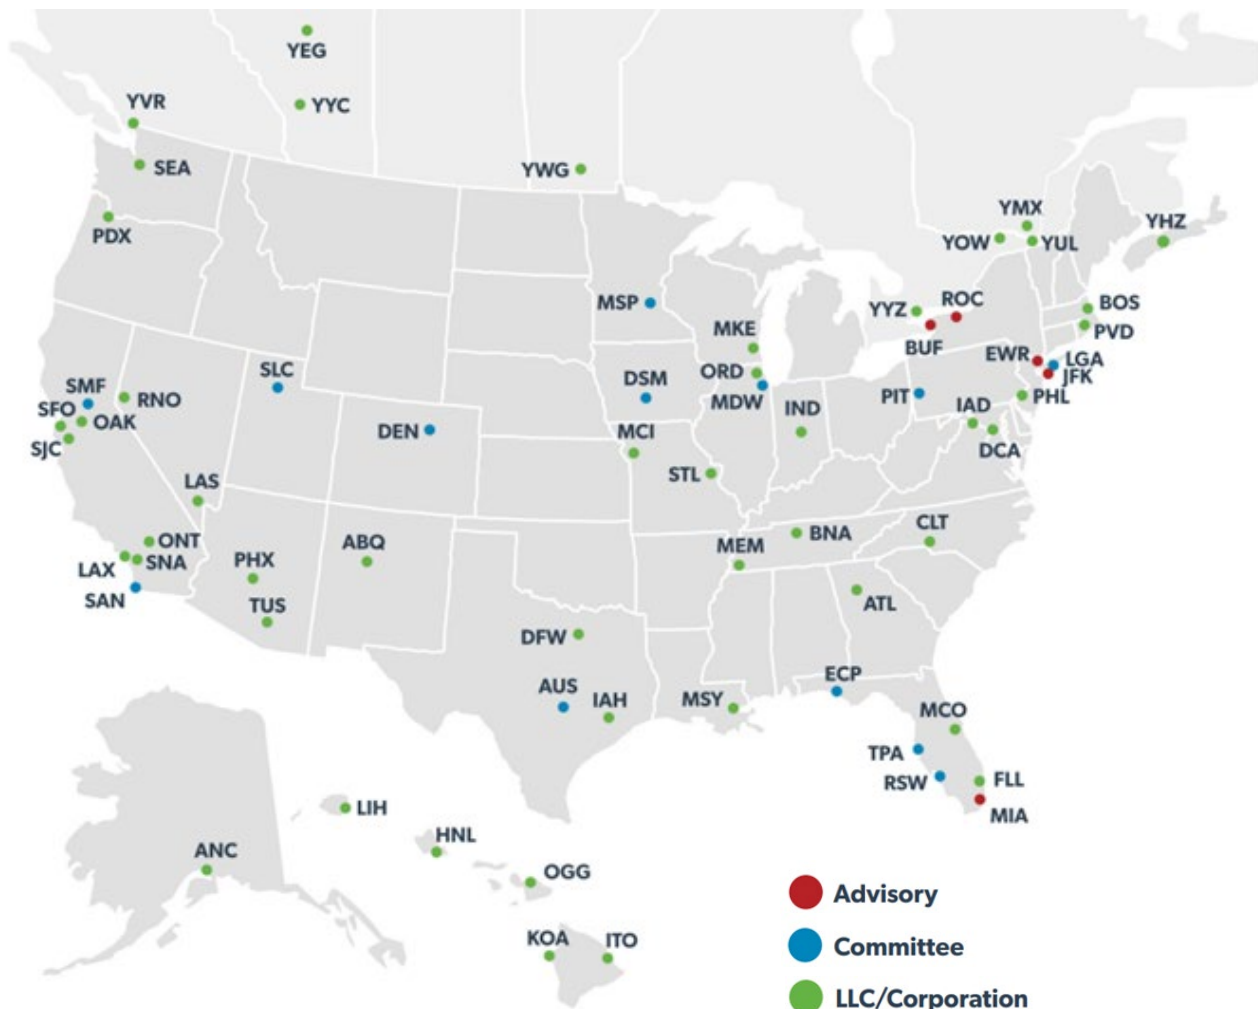 YEG
YYC
YVR
SEA
YWG
PDX
YMX
YHZ
YOW
YUL
MSP
YYZ
ROC
BOS
MKE
BUF
PVD
EWR
LGA
SLC
DSM
ORD
JFK
SMF
RNO
MDW
PIT
PHL
SFO
OAK
DEN
MCI
IND
IAD
SJC
STL
DCA
LAS
ONT
PHX
ABQ
MEM
BNA
CLT
LAX
SNA
SAN
TUS
ATL
DFW
AUS
IAH
MSY
ECP
MCO
TPA
RSW
FLL
MIA
LIH
HNL
ANC
OGG
KOA
ITO
Advisory
Committee
LLC/Corporation